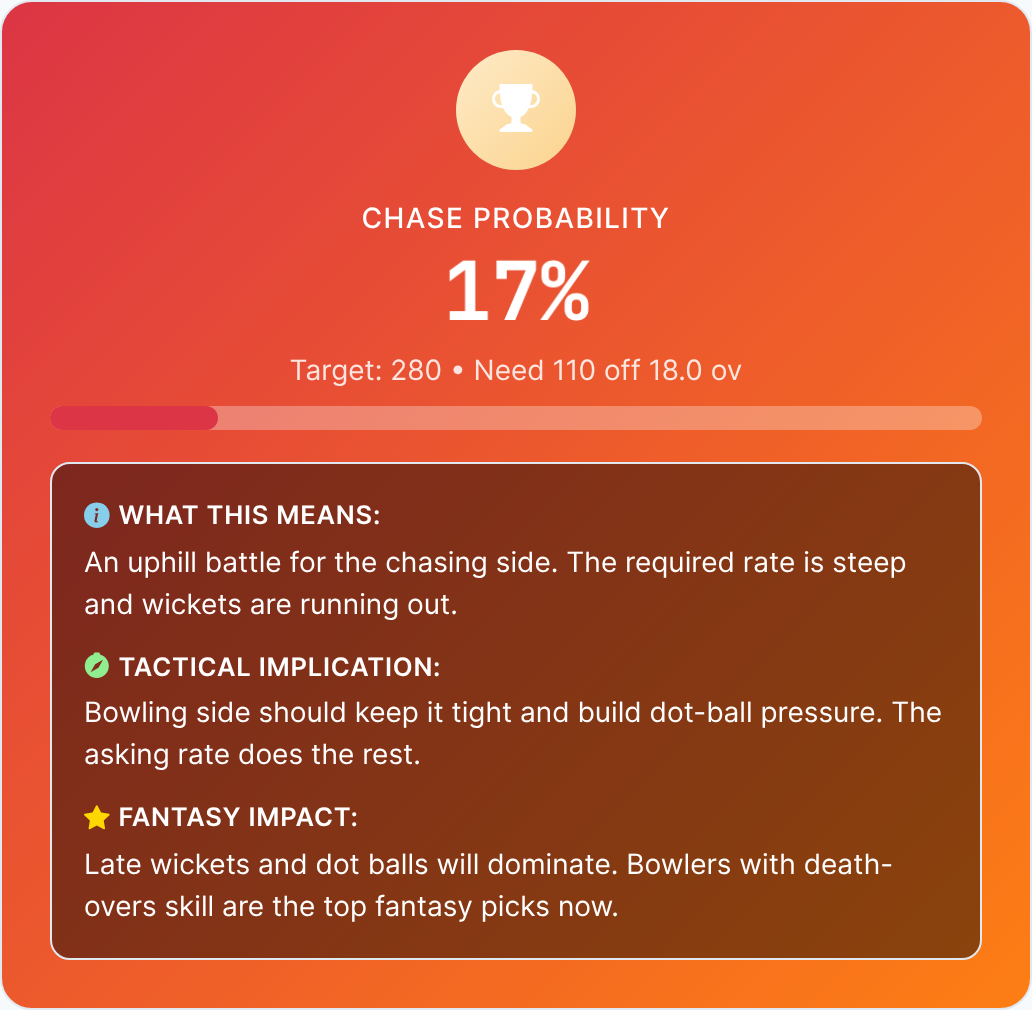 CHASE PROBABILITY
17%
Target: 280 • Need 110 off 18.0 ov
WHAT THIS MEANS:
An uphill battle for the chasing side. The required rate is steep
and wickets are running out.
TACTICAL IMPLICATION:
Bowling side should keep it tight and build dot-ball pressure. The
asking rate does the rest.
FANTASY IMPACT:
Late wickets and dot balls will dominate. Bowlers with death-
overs skill are the top fantasy picks now.